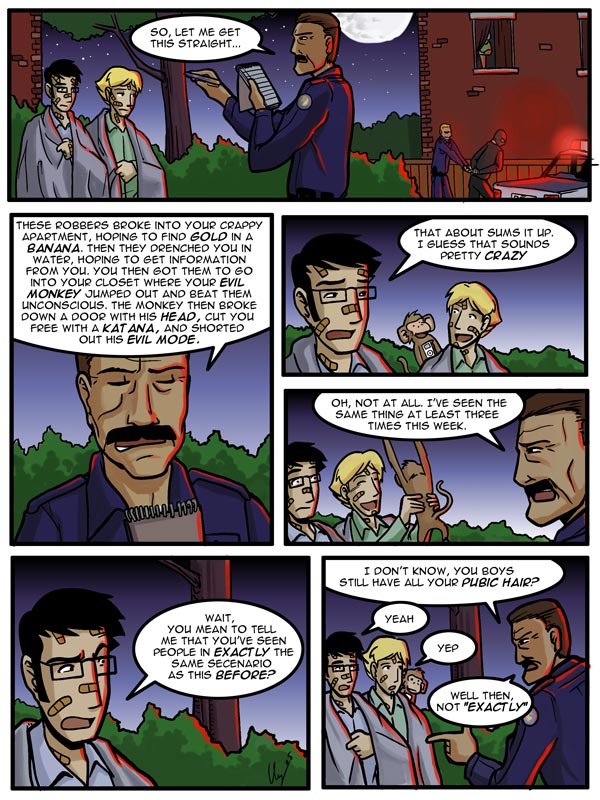 SO, LET ME GET
THIS STRAIGHT...
THESE ROBBERS BROKE INTO YOUR CRAPPY
APARTMENT, HOPING TO FIND GOLD IN A
BANANA. THEN THEY DRENCHED YOU IN
WATER, HOPING TO GET INFORMATION
FROM YOU. YOU THEN GOT THEM TO GO
INTO YOUR CLOSET WHERE YOUR EVIL
MONKEY JUMPED OUT AND BEAT THEM
UNCONSCIOUS. THE MONKEY THEN BROKE
DOWN A DOOR WITH HIS HEAD, CUT YOU
FREE WITH A KATANA, AND SHORTED
OUT HIS EVIL MODE.
THAT ABOUT SUMS IT UP.
I GUESS THAT SOUNDS
PRETTY CRAZY
OH, NOT AT ALL. I'VE SEEN THE
SAME THING AT LEAST THREE
TIMES THIS WEEK.
WAIT,
YOU MEAN TO TELL
ME THAT YOU'VE SEEN
PEOPLE IN EXACTLY THE
SAME SECENARIO
AS THIS BEFORE?
I DON'T KNOW, YOU BOYS
STILL HAVE ALL YOUR PUBIC HAIR?
YEAH
YEP
WELL THEN,
NOT "EXACTLY"